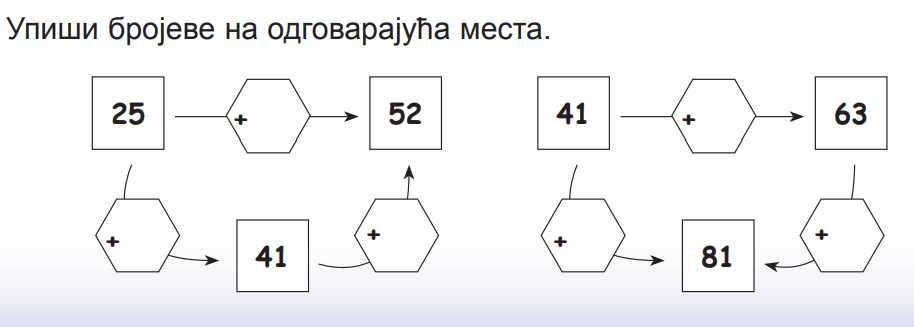 Упиши бројеве на одговарајућа места.
25 + 52 41 + 63
+ + + +
41 81